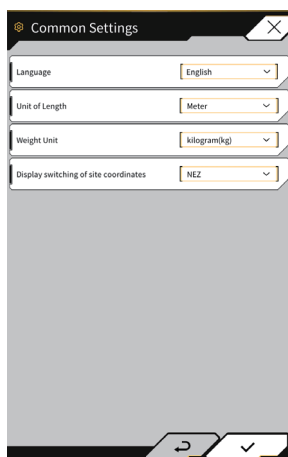 Common Settings
Language
English
Unit of Length
Meter
Weight Unit
kilogram(kg)
Display switching of site coordinates
NEZ